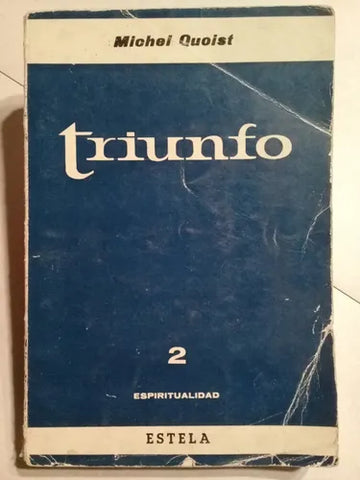 Michel Quoist
triunfo
2
ESPIRITUALIDAD
ESTELA